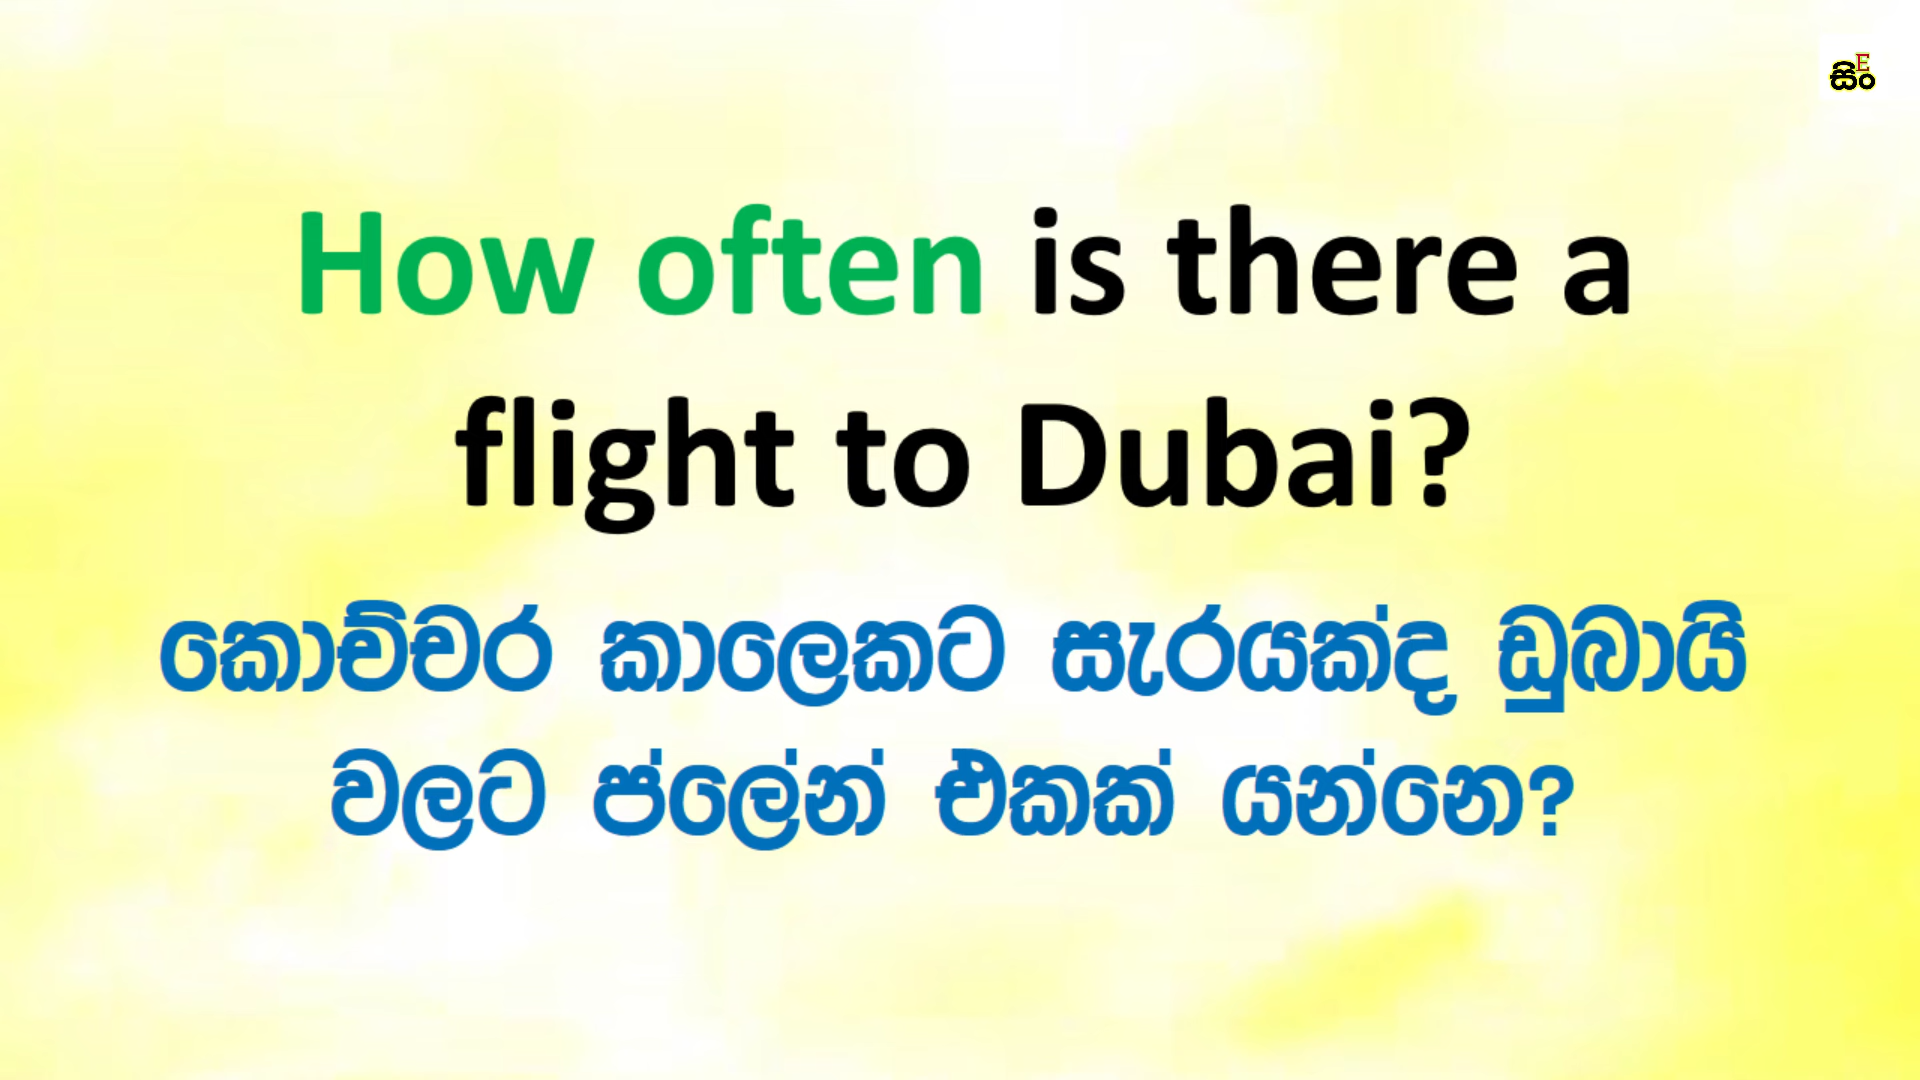 සිං
E
How often is there a
flight to Dubai?
කොච්චර කාලෙකට සැරයක්ද ඩුබායි
වලට ප්ලේන් එකක් යන්නෙ?